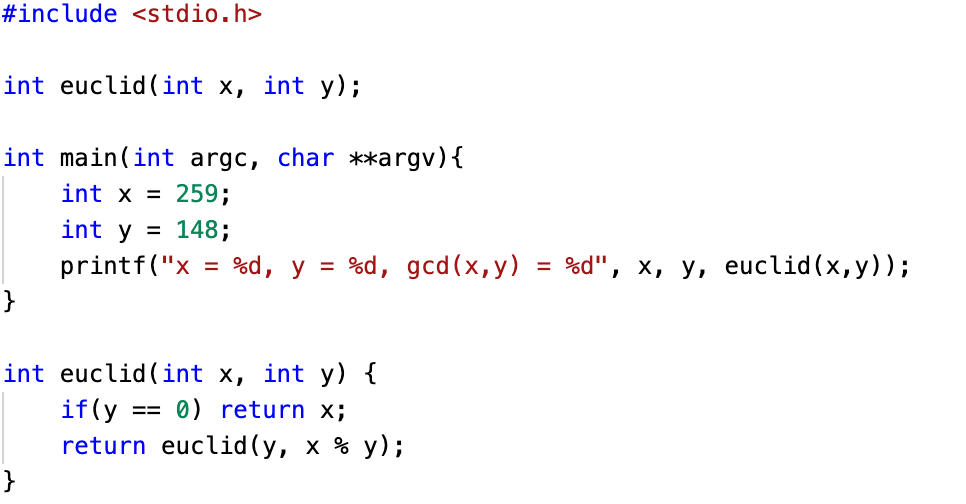 #include <stdio.h>

int euclid(int x, int y);

int main(int argc, char **argv){
    int x = 259;
    int y = 148;
    printf("x = %d, y = %d, gcd(x,y) = %d", x, y, euclid(x,y));
}

int euclid(int x, int y) {
    if(y == 0) return x;
    return euclid(y, x % y);
}